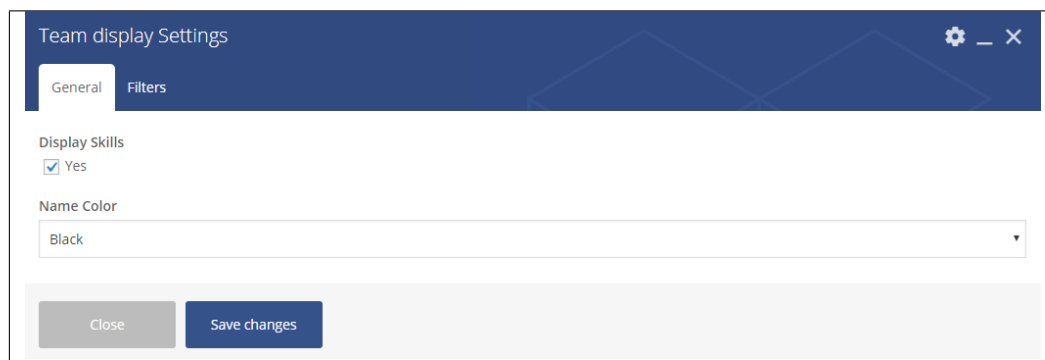 Team display Settings
General Filters
Display Skills
Yes
Name Color
Black
Close Save changes